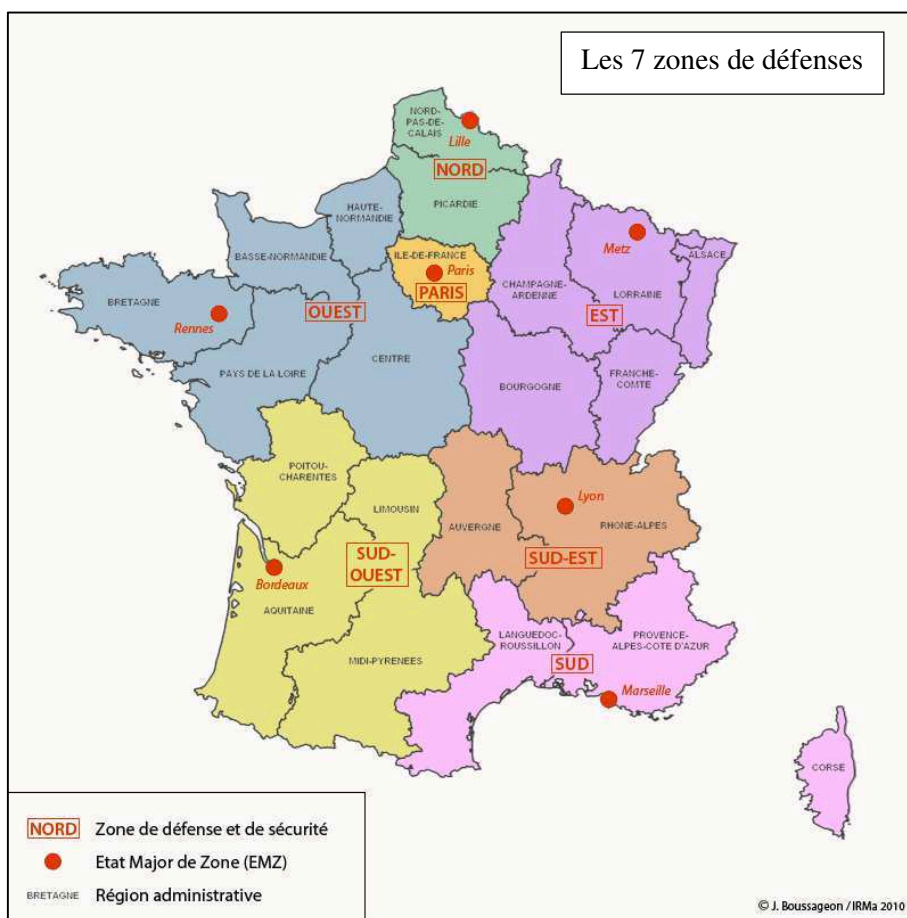 Les 7 zones de défenses
NORD-
PAS-DE-
CALAIS
Lille
NORD
PICARDIE
HAUTE-
NORMANDIE
BASSE-NORMANDIE
ILE-DE-FRANCE
Paris
PARIS
Metz
ALSACE
CHAMPAGNE-
ARDENNE
LORRAINE
EST
BRETAGNE
Rennes
OUEST
PAYS DE LA LOIRE
CENTRE
BOURGOGNE
FRANCHE-
COMTE
POITOU-
CHARENTES
LIMOUSIN
AUVERGNE
Lyon
RHONE-ALPES
SUD-
OUEST
SUD-EST
Bordeaux
AQUITAINE
MIDI-PYRENEES
LANGUEDOC-
ROUSSILLON
PROVENCE-
ALPES-COTE D'AZUR
SUD
Marseille
CORSE
NORD Zone de défense et de sécurité
Etat Major de Zone (EMZ)
BRETAGNE Région administrative
© J. Boussageon / IRMa 2010